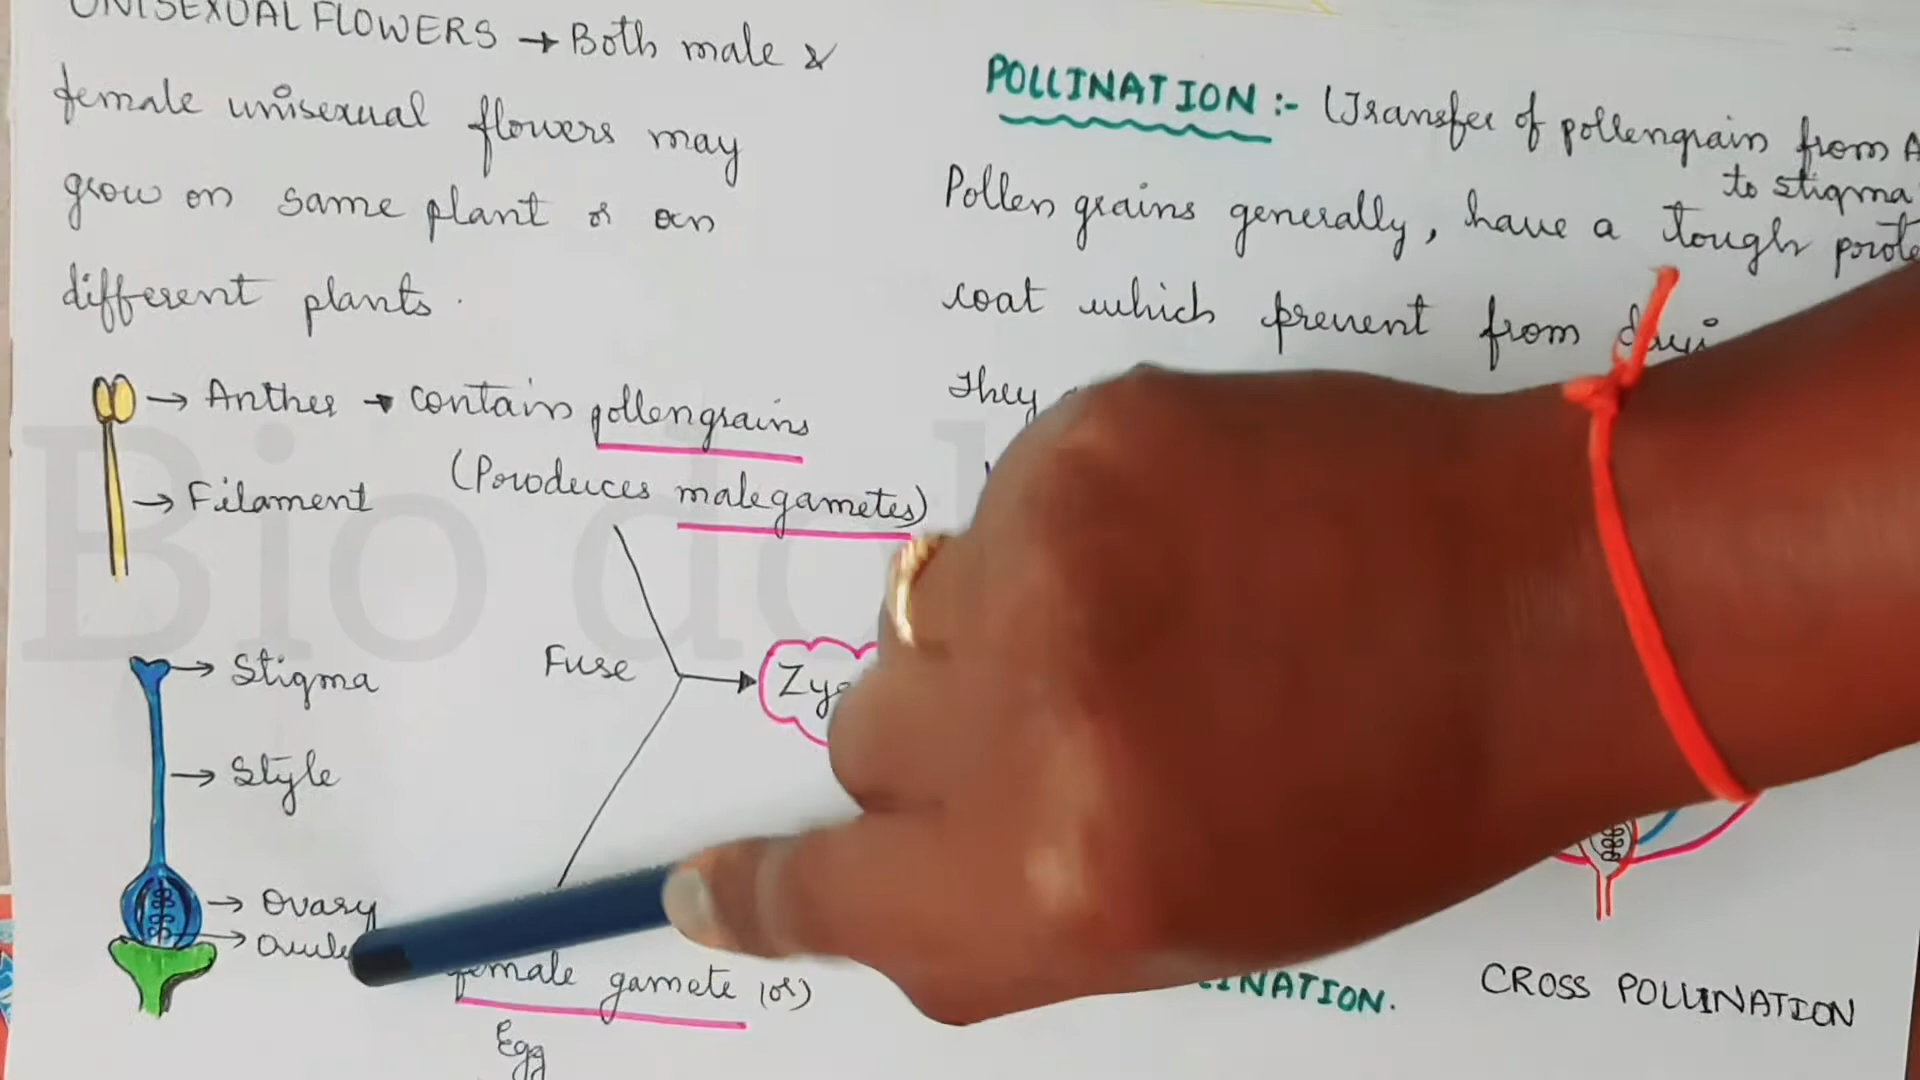 UNISEXUAL FLOWERS → Both male &
female unisexual flowers may
grow on same plant or on
different plants.
→ Anther → contain pollengrains
(Produces malegametes)
→ Filament
→ Stigma
Fuse
→ Style
→ Ovary
female gamete (or)
Egg
POLLINATION :- (Transfer of pollengrain from
to stigma
Pollen grains generally, have a tough
coat which prevent from
They
CROSS POLLINATION
Bio